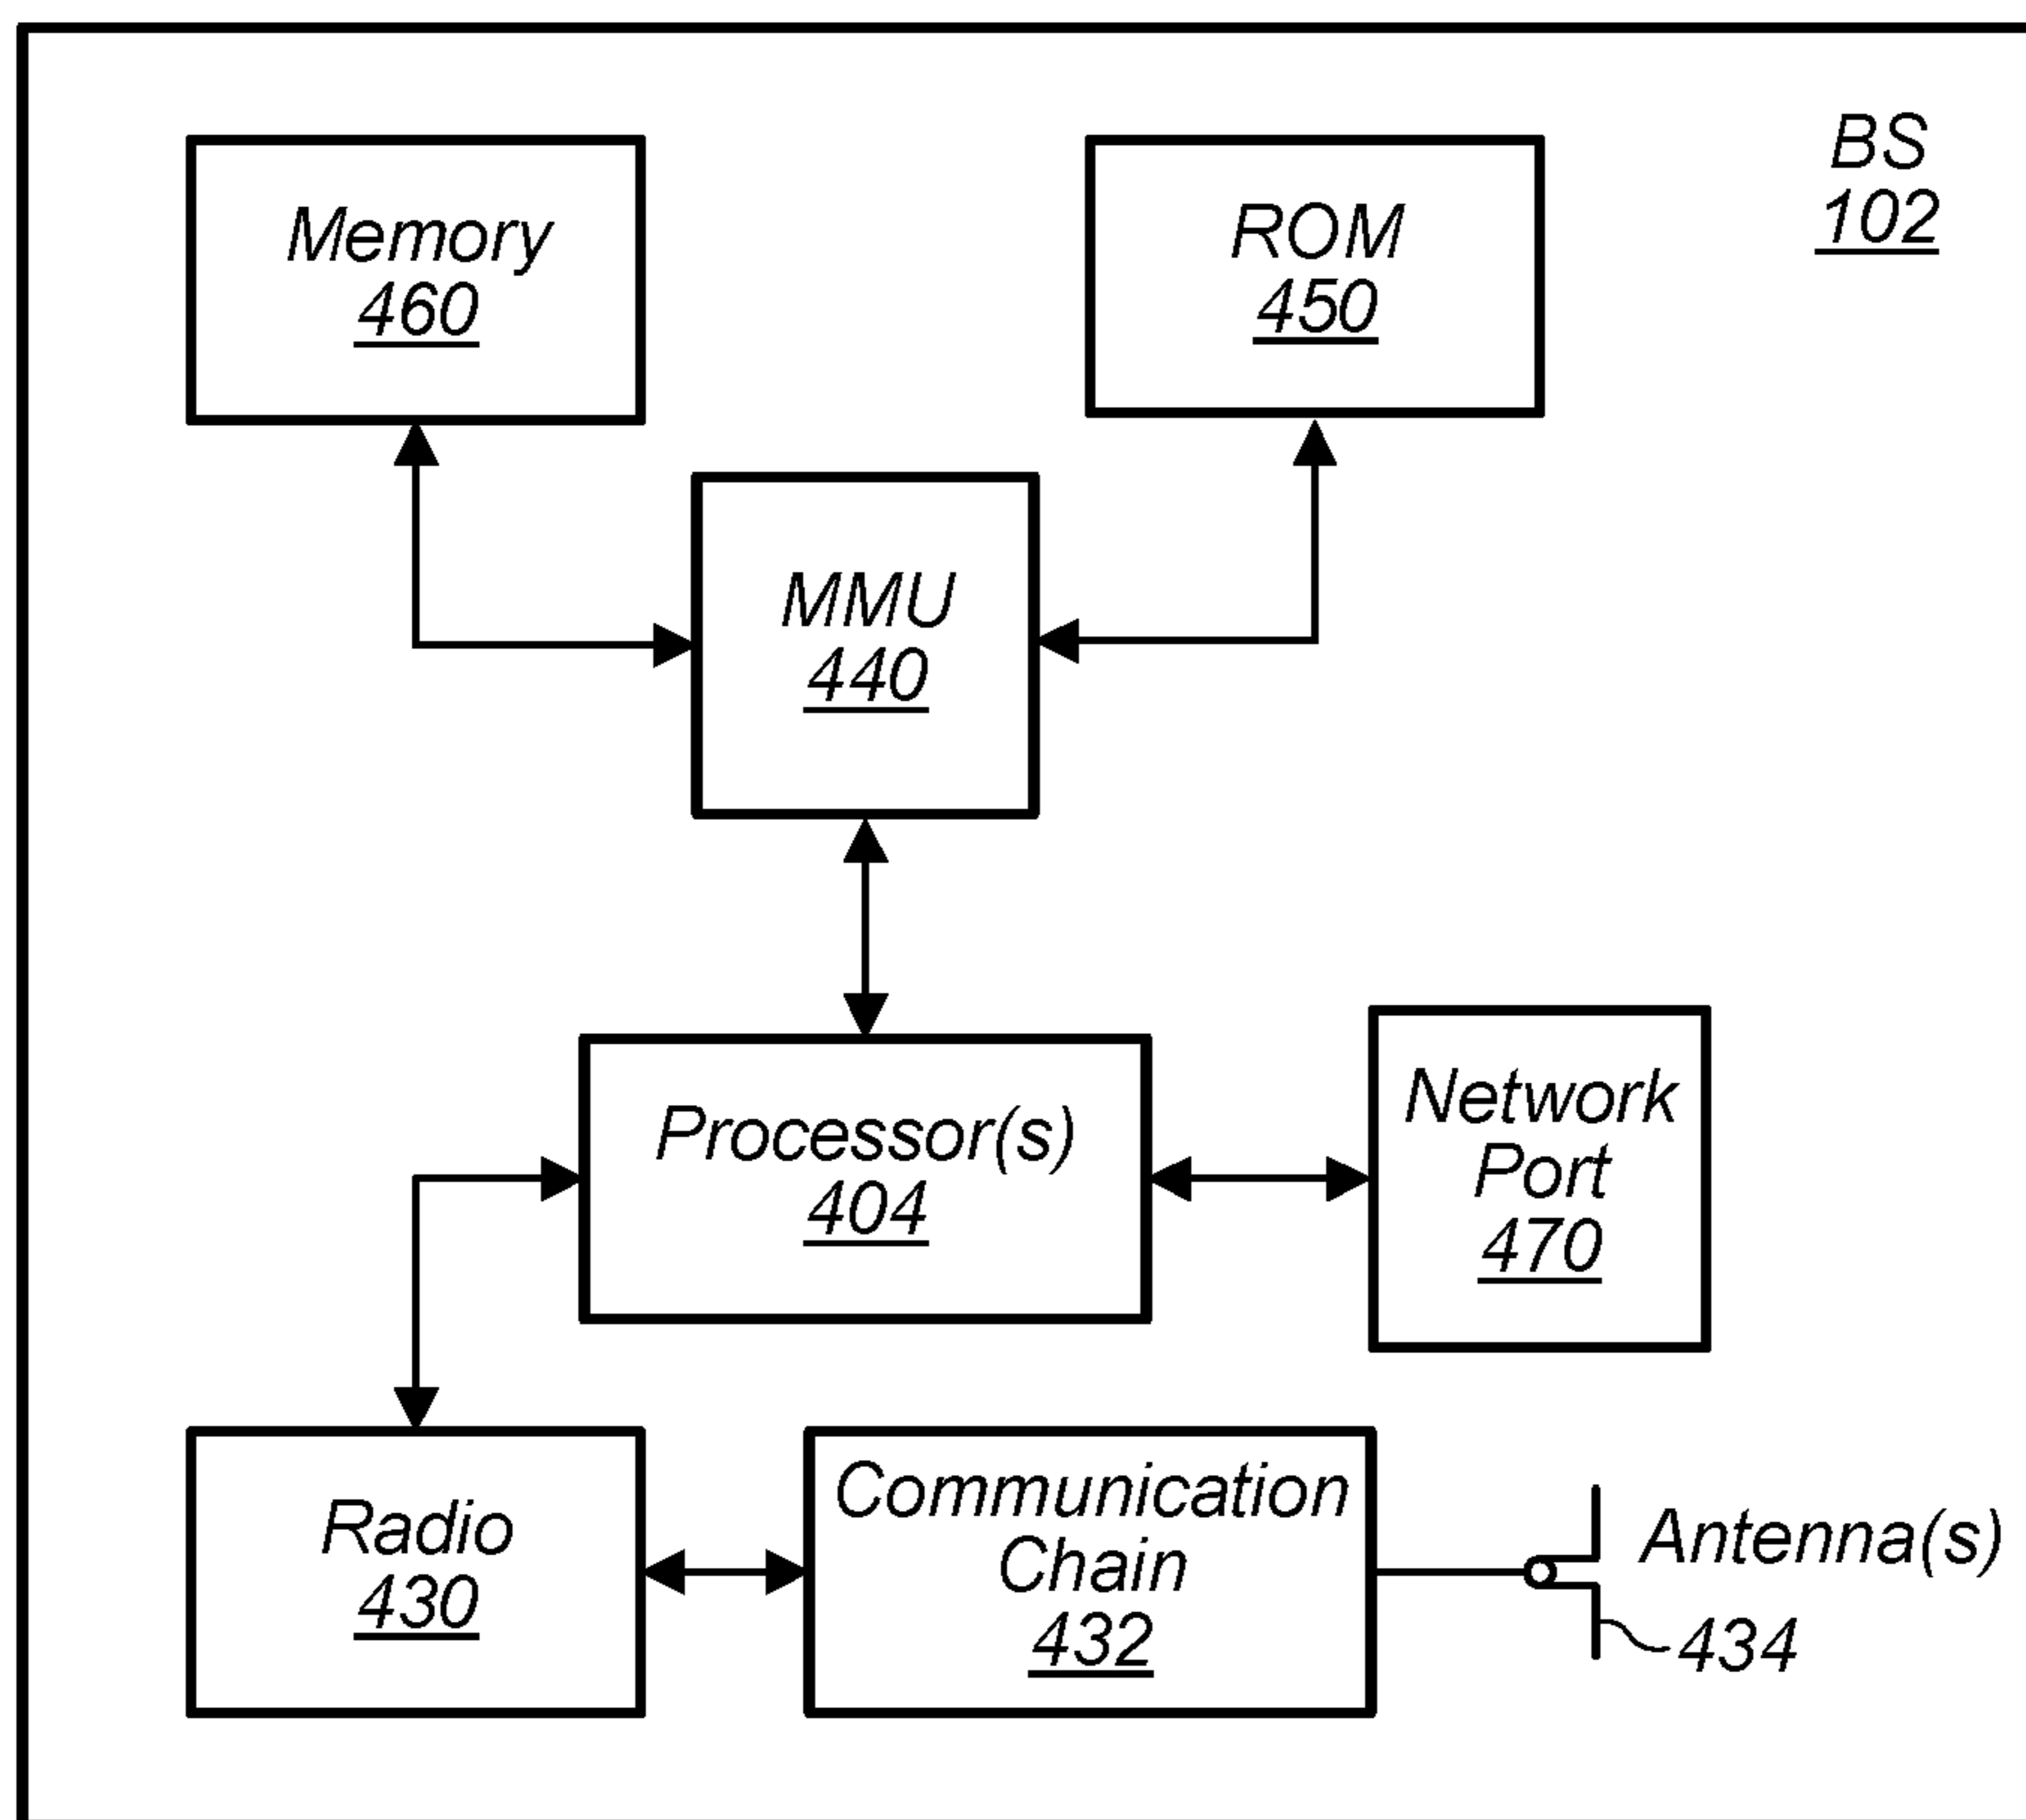 BS
102
Memory
460
ROM
450
MMU
440
Processor(s)
404
Network
Port
470
Radio
430
Communication
Chain
432
Antenna(s)
434